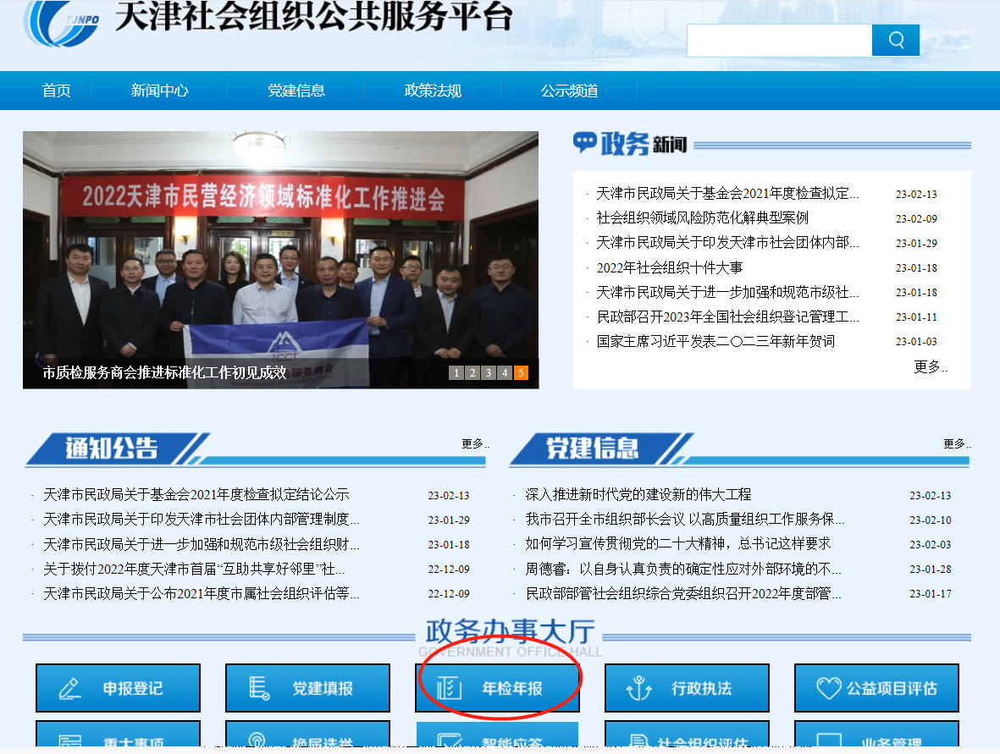 TJNPO
天津社会组织公共服务平台
首页 新闻中心 党建信息 政策法规 公示频道
2022天津市民营经济领域标准化工作推进会
TCCT
市质检服务商会推进标准化工作初见成效
1 2 3 4 5
政务新闻
· 天津市民政局关于基金会2021年度检查拟定... 23-02-13
· 社会组织领域风险防范化解典型案例 23-02-09
· 天津市民政局关于印发天津市社会团体内部... 23-01-29
· 2022年社会组织十件大事 23-01-18
· 天津市民政局关于进一步加强和规范市级社... 23-01-18
· 民政部召开2023年全国社会组织登记管理工... 23-01-11
· 国家主席习近平发表二〇二三年新年贺词 23-01-03
更多..
通知公告 更多..
· 天津市民政局关于基金会2021年度检查拟定结论公示 23-02-13
· 天津市民政局关于印发天津市社会团体内部管理制度... 23-01-29
· 天津市民政局关于进一步加强和规范市级社会组织财... 23-01-18
· 关于拨付2022年度天津市首届“互助共享好邻里”社... 22-12-09
· 天津市民政局关于公布2021年度市属社会组织评估等... 22-12-09
党建信息 更多..
· 深入推进新时代党的建设新的伟大工程 23-02-13
· 我市召开全市组织部长会议 以高质量组织工作服务保... 23-02-10
· 如何学习宣传贯彻党的二十大精神，总书记这样要求 23-02-03
· 周德睿：以自身认真负责的确定性应对外部环境的不... 23-01-28
· 民政部部管社会组织综合党委组织召开2022年度部管... 23-01-17
政务办事大厅
GOVERNMENT OFFICE HALL
申报登记 党建填报 年检年报 行政执法 公益项目评估
重大事项 换届选举 智能应答 社会组织评估 业务管理